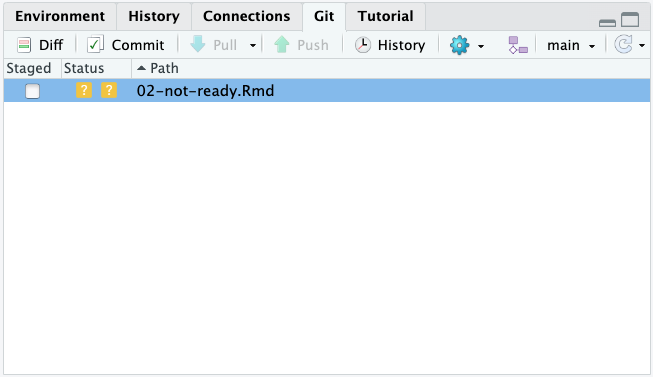 Environment History Connections Git Tutorial
Diff Commit Pull Push History main
Staged Status Path
? ? 02-not-ready.Rmd